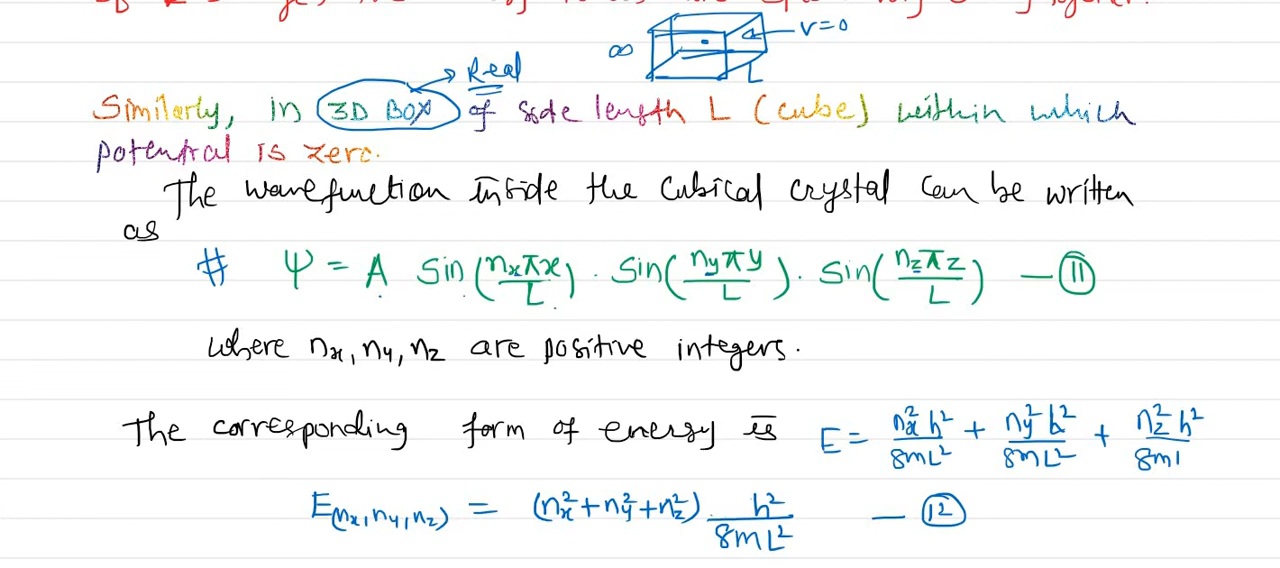 ∞ V=0
L
Real
Similarly, in 3D BOX of side length L (cube) within which
potential is zero.
The wavefunction inside the cubical crystal can be written
as
# Ψ = A Sin(nₓπx/L) . Sin(n_yπy/L) . Sin(n_zπz/L) — ⑪
where nₓ, n_y, n_z are positive integers.
The corresponding form of energy is E = nₓ²h²/8mL² + n_y²h²/8mL² + n_z²h²/8ml
E(nₓ, n_y, n_z) = (nₓ²+n_y²+n_z²) h²/8mL² — ⑫